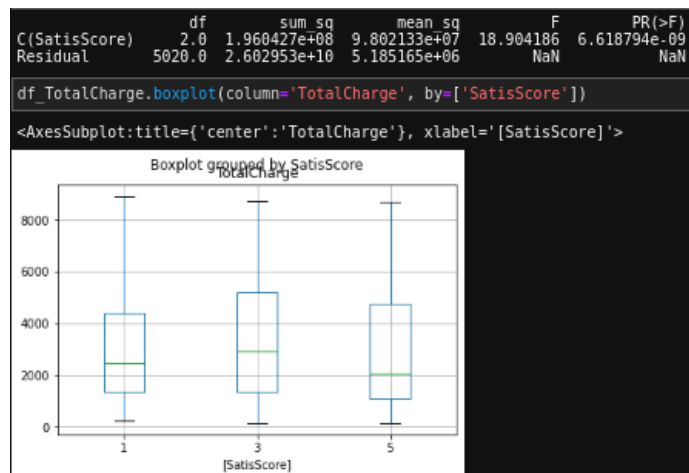 df sum_sq mean_sq F PR(>F)
C(SatisScore) 2.0 1.960427e+08 9.802133e+07 18.904186 6.618794e-09
Residual 5020.0 2.602953e+10 5.185165e+06 NaN NaN
df_TotalCharge.boxplot(column='TotalCharge', by=['SatisScore'])
<AxesSubplot:title={'center':'TotalCharge'}, xlabel='[SatisScore]'>
Boxplot grouped by SatisScore
TotalCharge
8000
6000
4000
2000
0
1 3 5
[SatisScore]